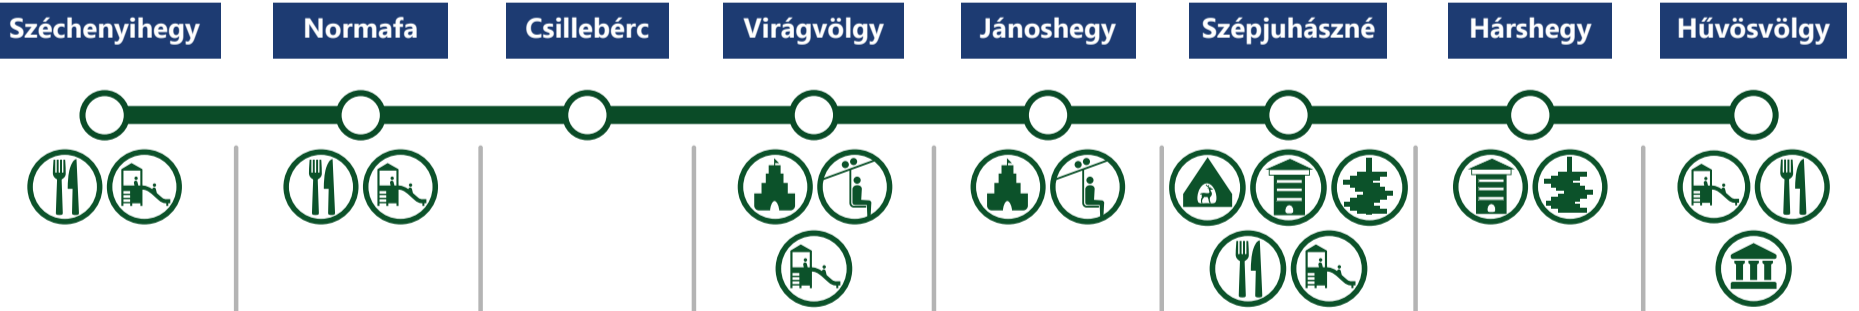 Széchenyihegy
Normafa
Csillebérc
Virágvölgy
Jánoshegy
Szépjuhászné
Hárshegy
Hűvösvölgy